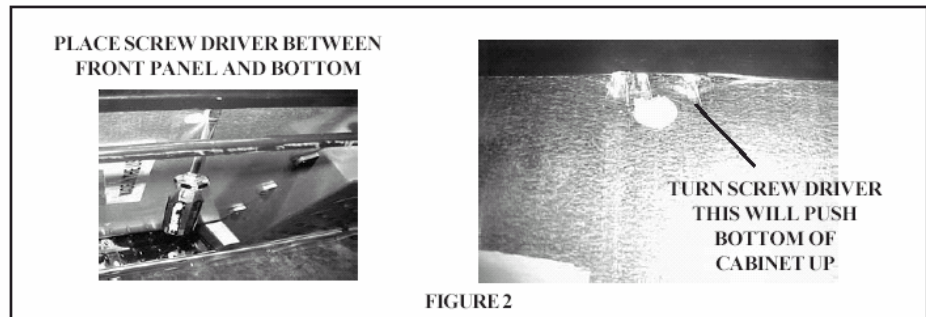 PLACE SCREW DRIVER BETWEEN
FRONT PANEL AND BOTTOM
TURN SCREW DRIVER
THIS WILL PUSH
BOTTOM OF
CABINET UP
FIGURE 2